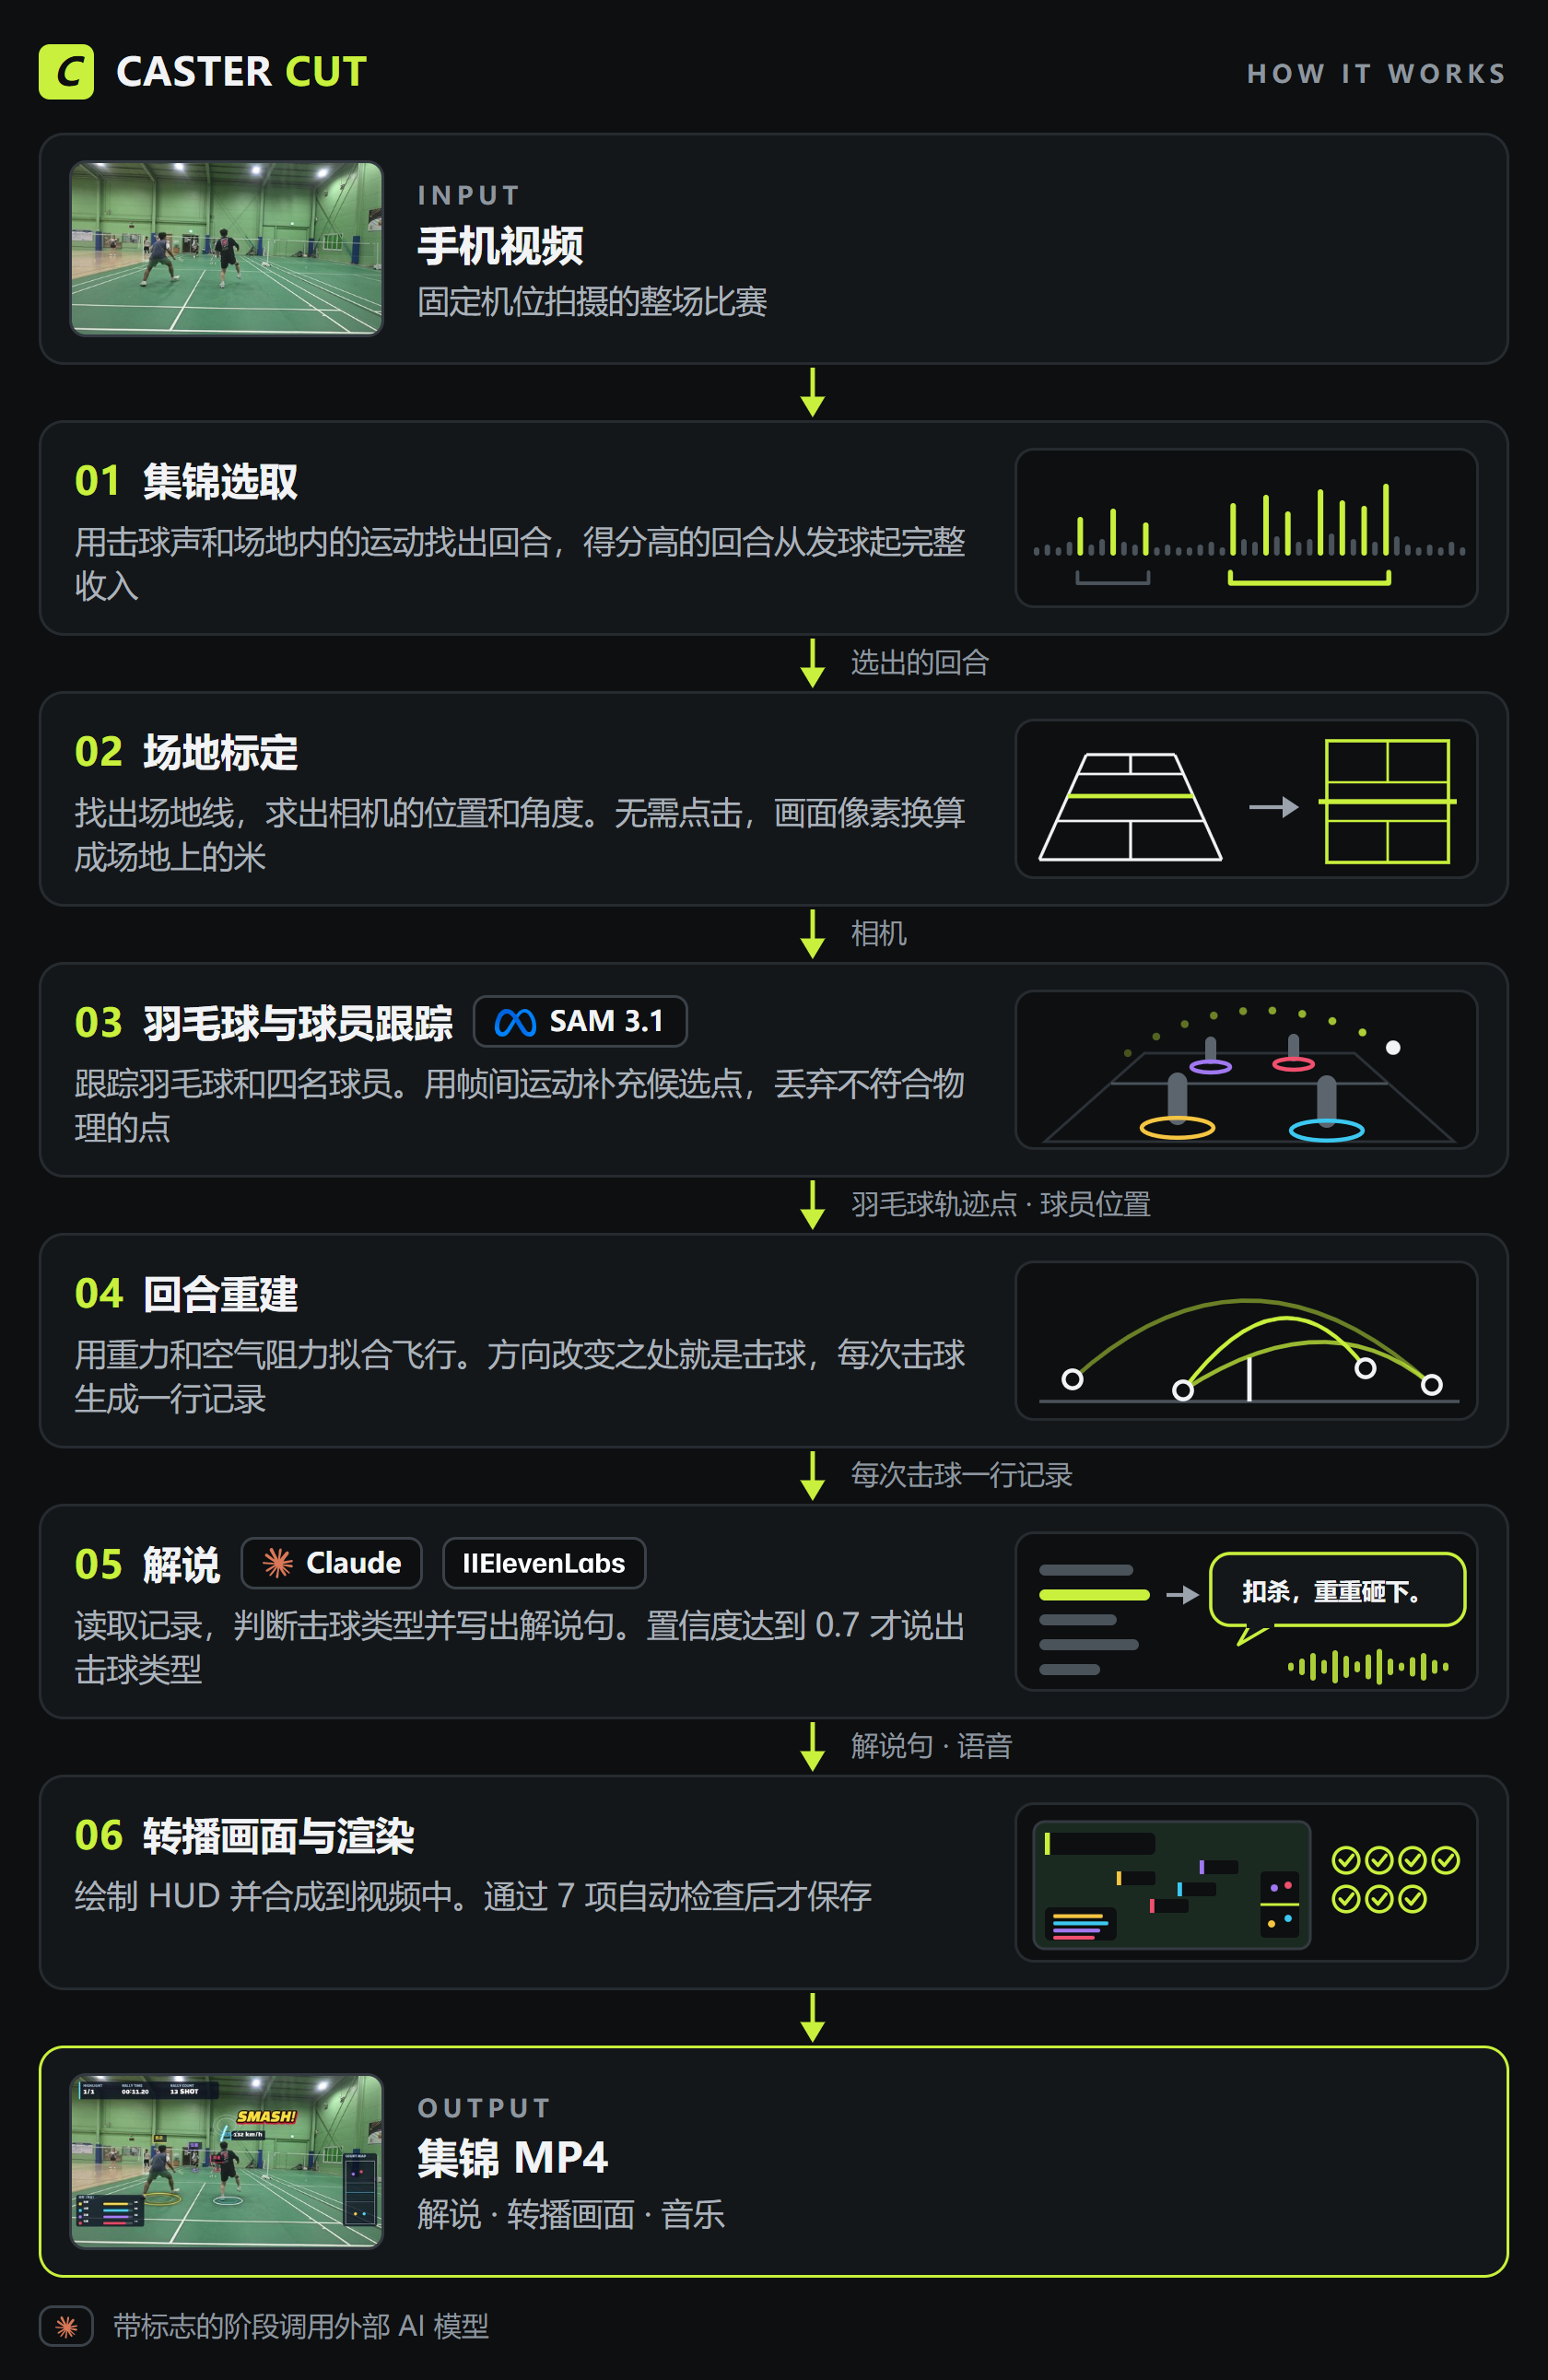 C CASTER CUT
HOW IT WORKS
INPUT
手机视频
固定机位拍摄的整场比赛
01 集锦选取
用击球声和场地内的运动找出回合，得分高的回合从发球起完整
收入
选出的回合
02 场地标定
找出场地线，求出相机的位置和角度。无需点击，画面像素换算
成场地上的米
相机
03 羽毛球与球员跟踪 SAM 3.1
跟踪羽毛球和四名球员。用帧间运动补充候选点，丢弃不符合物
理的点
羽毛球轨迹点 · 球员位置
04 回合重建
用重力和空气阻力拟合飞行。方向改变之处就是击球，每次击球
生成一行记录
每次击球一行记录
05 解说 Claude IIElevenLabs
读取记录，判断击球类型并写出解说句。置信度达到 0.7 才说出
击球类型
扣杀，重重砸下。
解说句 · 语音
06 转播画面与渲染
绘制 HUD 并合成到视频中。通过 7 项自动检查后才保存
1/1 00:11.20 13 SHOT
SMASH!
132 km/h
OUTPUT
集锦 MP4
解说 · 转播画面 · 音乐
带标志的阶段调用外部 AI 模型